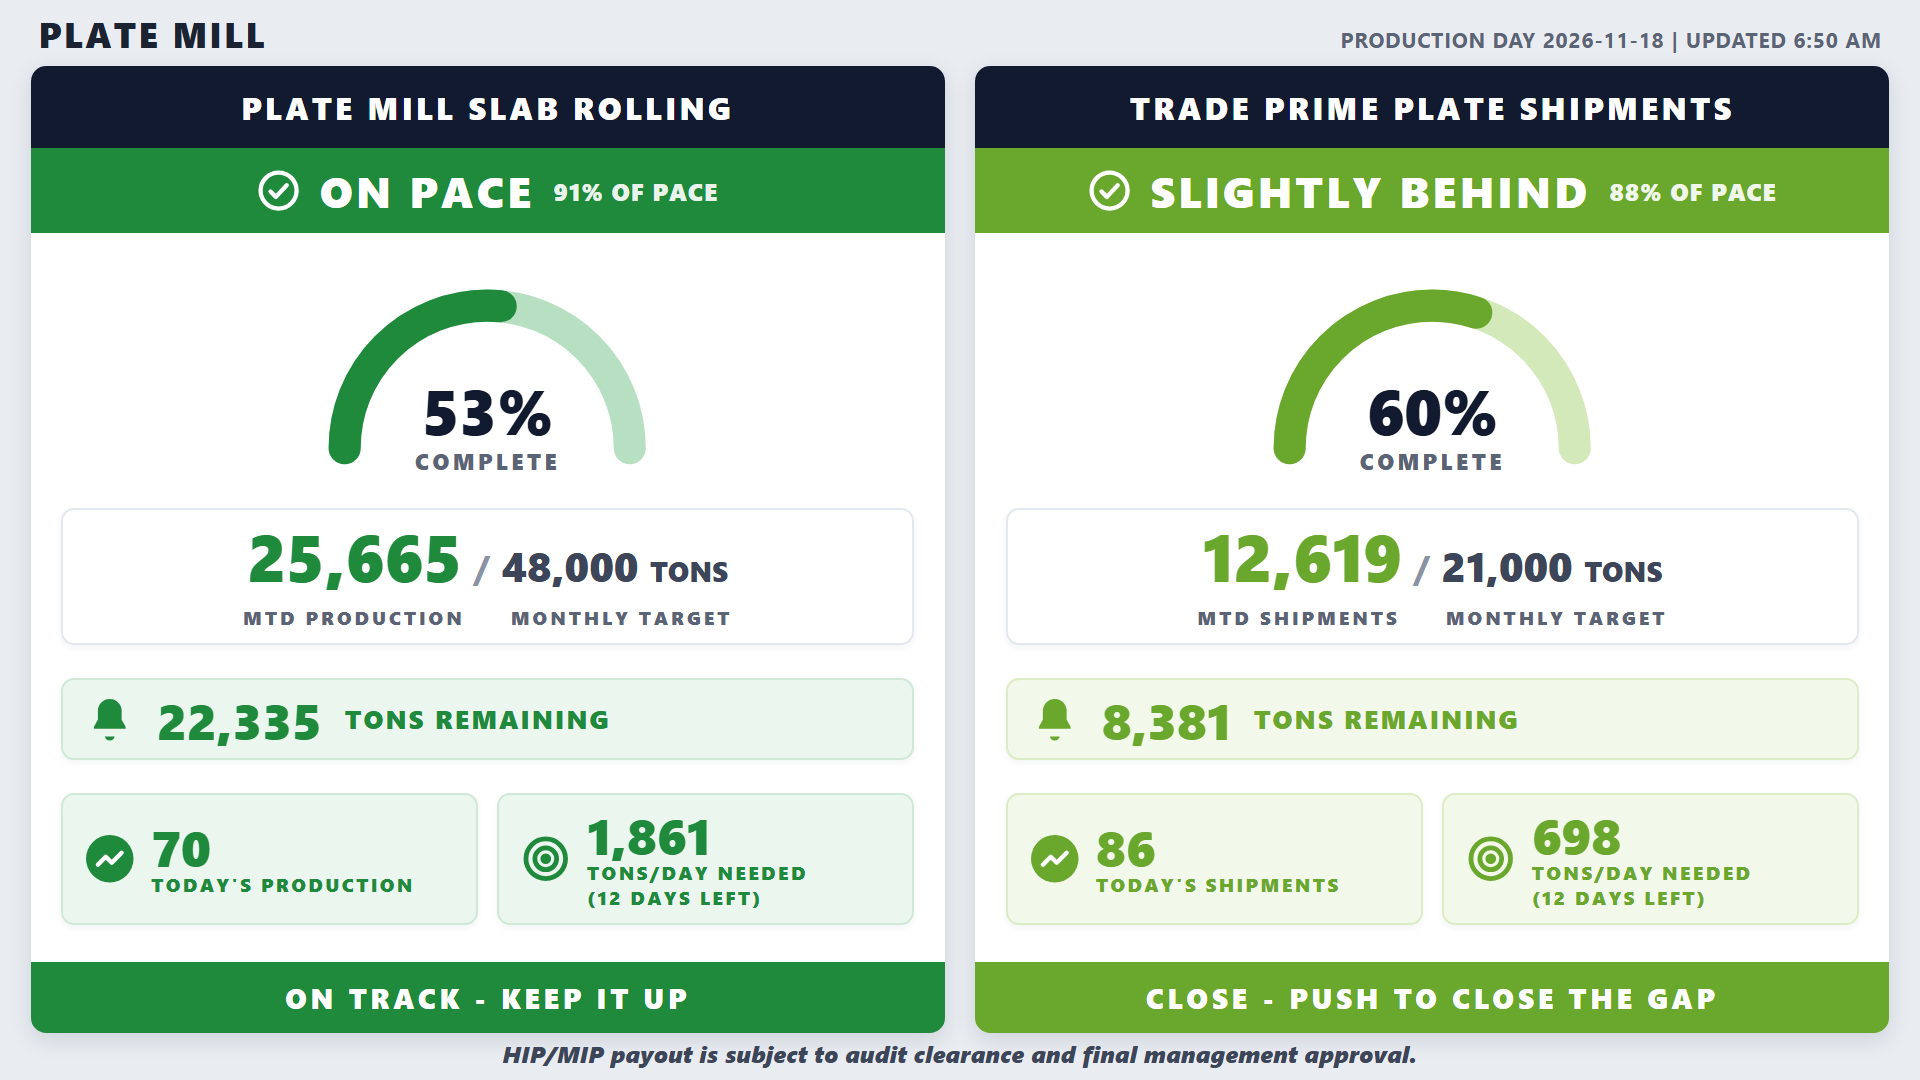 PLATE MILL
PRODUCTION DAY 2026-11-18 | UPDATED 6:50 AM
PLATE MILL SLAB ROLLING
ON PACE 91% OF PACE
53%
COMPLETE
25,665 / 48,000 TONS
MTD PRODUCTION MONTHLY TARGET
22,335 TONS REMAINING
70
TODAY'S PRODUCTION
1,861
TONS/DAY NEEDED
(12 DAYS LEFT)
ON TRACK - KEEP IT UP
TRADE PRIME PLATE SHIPMENTS
SLIGHTLY BEHIND 88% OF PACE
60%
COMPLETE
12,619 / 21,000 TONS
MTD SHIPMENTS MONTHLY TARGET
8,381 TONS REMAINING
86
TODAY'S SHIPMENTS
698
TONS/DAY NEEDED
(12 DAYS LEFT)
CLOSE - PUSH TO CLOSE THE GAP
HIP/MIP payout is subject to audit clearance and final management approval.